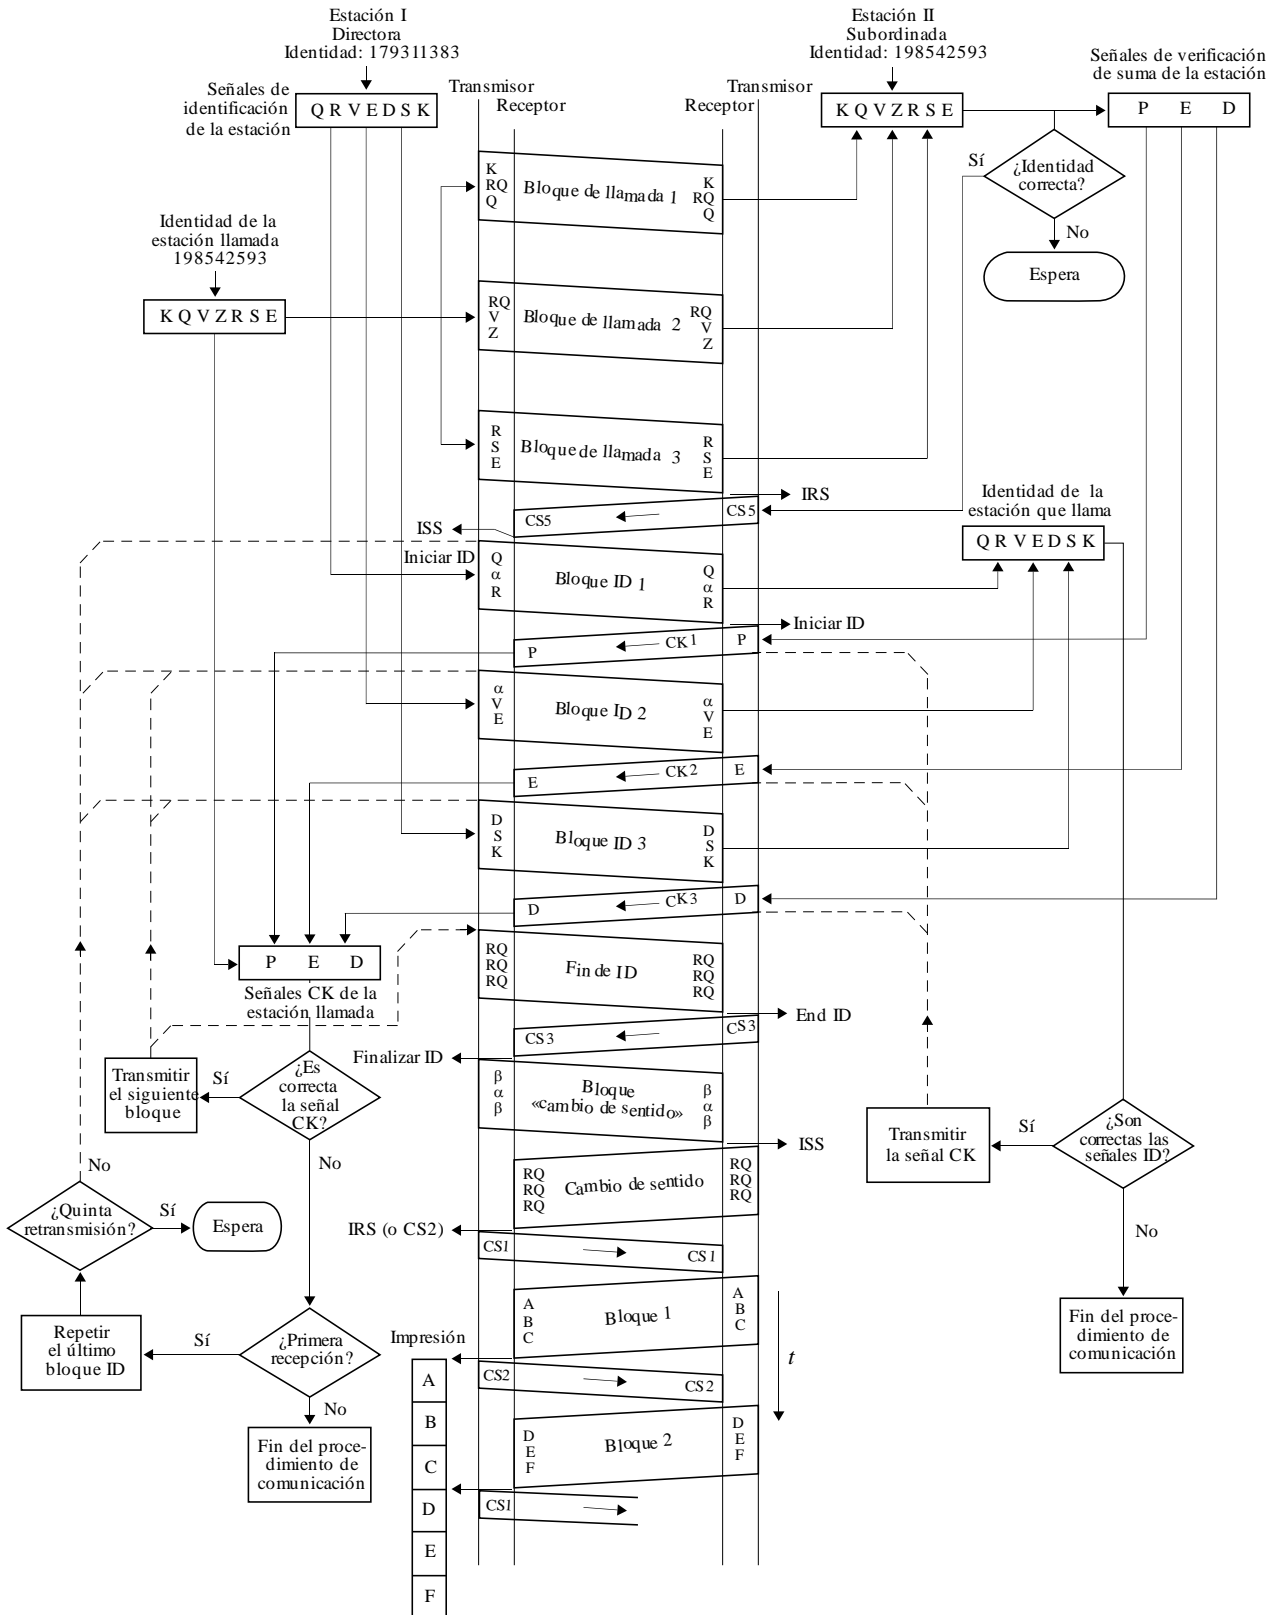 Estación I
Directora
Identidad: 179311383
Estación II
Subordinada
Identidad: 198542593
Señales de verificación
de suma de la estación
Señales de
identificación
de la estación
Q R V E D S K
Transmisor
Receptor
Transmisor
Receptor
K Q V Z R S E
P E D
Sí
¿Identidad
correcta?
No
Espera
K
RQ
Q
Bloque de llamada 1
K
RQ
Q
Identidad de la
estación llamada
198542593
K Q V Z R S E
RQ
V
Z
Bloque de llamada 2
RQ
V
Z
R
S
E
Bloque de llamada 3
R
S
E
IRS
Identidad de la
estación que llama
Q R V E D S K
ISS
CS5
CS5
Iniciar ID
Q
α
R
Bloque ID 1
Q
α
R
Iniciar ID
P
CK1
P
α
V
E
Bloque ID 2
α
V
E
E
CK2
E
D
S
K
Bloque ID 3
D
S
K
D
CK3
D
P E D
Señales CK de la
estación llamada
RQ
RQ
RQ
Fin de ID
RQ
RQ
RQ
End ID
CS3
CS3
Finalizar ID
Transmitir
el siguiente
bloque
Sí
¿Es
correcta
la señal
CK?
No
β
α
β
Bloque
«cambio de sentido»
β
α
β
ISS
Transmitir
la señal CK
Sí
¿Son
correctas las
señales ID?
No
No
¿Quinta
retransmisión?
Sí
Espera
RQ
RQ
RQ
Cambio de sentido
RQ
RQ
RQ
IRS (o CS2)
CS1
CS1
A
B
C
Bloque 1
A
B
C
t
Fin del proce-
dimiento de
comunicación
Repetir
el último
bloque ID
Sí
¿Primera
recepción?
No
Fin del proce-
dimiento de
comunicación
Impresión
A
B
C
D
E
F
CS2
CS2
D
E
F
Bloque 2
D
E
F
CS1